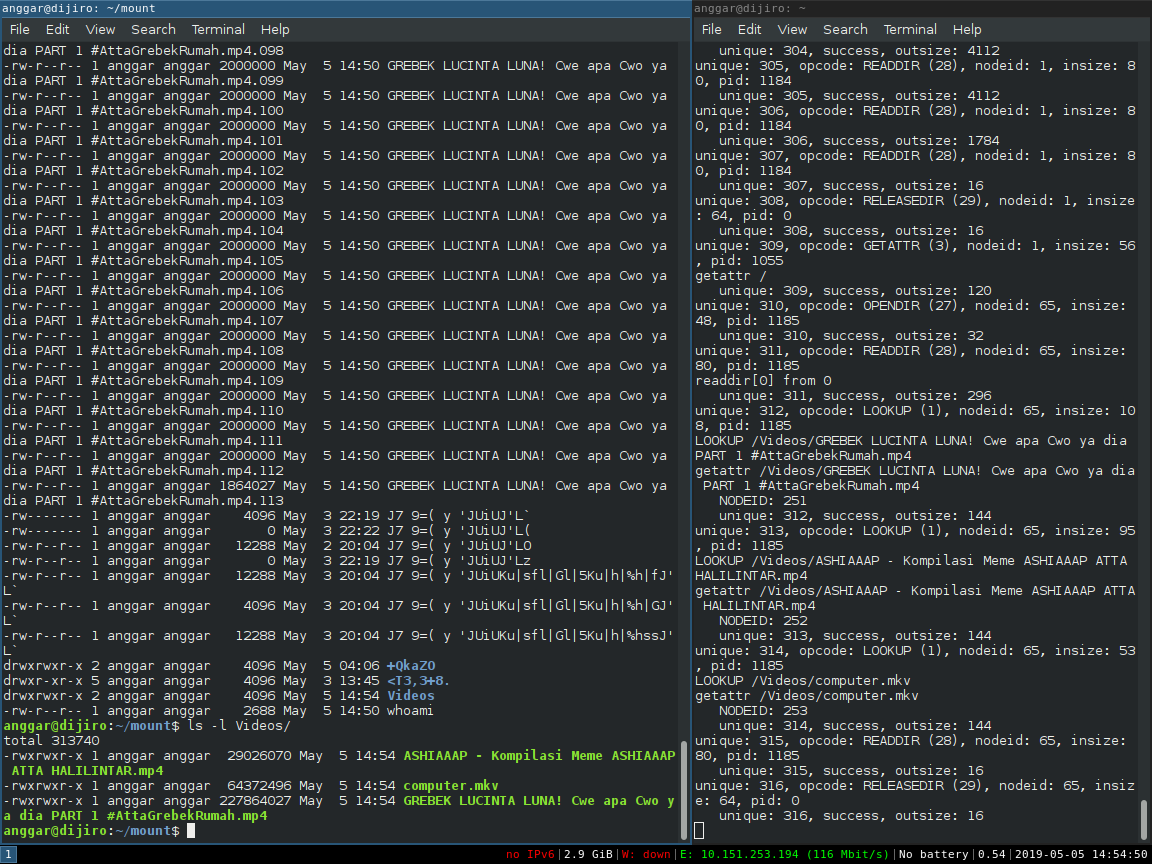 anggar@dijiro: ~/mount
File Edit View Search Terminal Help
dia PART 1 #AttaGrebekRumah.mp4.098
-rw-r--r-- 1 anggar anggar 2000000 May  5 14:50 GREBEK LUCINTA LUNA! Cwe apa Cwo ya
dia PART 1 #AttaGrebekRumah.mp4.099
-rw-r--r-- 1 anggar anggar 2000000 May  5 14:50 GREBEK LUCINTA LUNA! Cwe apa Cwo ya
dia PART 1 #AttaGrebekRumah.mp4.100
-rw-r--r-- 1 anggar anggar 2000000 May  5 14:50 GREBEK LUCINTA LUNA! Cwe apa Cwo ya
dia PART 1 #AttaGrebekRumah.mp4.101
-rw-r--r-- 1 anggar anggar 2000000 May  5 14:50 GREBEK LUCINTA LUNA! Cwe apa Cwo ya
dia PART 1 #AttaGrebekRumah.mp4.102
-rw-r--r-- 1 anggar anggar 2000000 May  5 14:50 GREBEK LUCINTA LUNA! Cwe apa Cwo ya
dia PART 1 #AttaGrebekRumah.mp4.103
-rw-r--r-- 1 anggar anggar 2000000 May  5 14:50 GREBEK LUCINTA LUNA! Cwe apa Cwo ya
dia PART 1 #AttaGrebekRumah.mp4.104
-rw-r--r-- 1 anggar anggar 2000000 May  5 14:50 GREBEK LUCINTA LUNA! Cwe apa Cwo ya
dia PART 1 #AttaGrebekRumah.mp4.105
-rw-r--r-- 1 anggar anggar 2000000 May  5 14:50 GREBEK LUCINTA LUNA! Cwe apa Cwo ya
dia PART 1 #AttaGrebekRumah.mp4.106
-rw-r--r-- 1 anggar anggar 2000000 May  5 14:50 GREBEK LUCINTA LUNA! Cwe apa Cwo ya
dia PART 1 #AttaGrebekRumah.mp4.107
-rw-r--r-- 1 anggar anggar 2000000 May  5 14:50 GREBEK LUCINTA LUNA! Cwe apa Cwo ya
dia PART 1 #AttaGrebekRumah.mp4.108
-rw-r--r-- 1 anggar anggar 2000000 May  5 14:50 GREBEK LUCINTA LUNA! Cwe apa Cwo ya
dia PART 1 #AttaGrebekRumah.mp4.109
-rw-r--r-- 1 anggar anggar 2000000 May  5 14:50 GREBEK LUCINTA LUNA! Cwe apa Cwo ya
dia PART 1 #AttaGrebekRumah.mp4.110
-rw-r--r-- 1 anggar anggar 2000000 May  5 14:50 GREBEK LUCINTA LUNA! Cwe apa Cwo ya
dia PART 1 #AttaGrebekRumah.mp4.111
-rw-r--r-- 1 anggar anggar 2000000 May  5 14:50 GREBEK LUCINTA LUNA! Cwe apa Cwo ya
dia PART 1 #AttaGrebekRumah.mp4.112
-rw-r--r-- 1 anggar anggar 1864027 May  5 14:50 GREBEK LUCINTA LUNA! Cwe apa Cwo ya
dia PART 1 #AttaGrebekRumah.mp4.113
-rw------- 1 anggar anggar    4096 May  3 22:19 J7 9=( y 'JUiUJ'L`
-rw------- 1 anggar anggar       0 May  3 22:22 J7 9=( y 'JUiUJ'L(
-rw-r--r-- 1 anggar anggar   12288 May  2 20:04 J7 9=( y 'JUiUJ'LO
-rw-r--r-- 1 anggar anggar       0 May  3 22:19 J7 9=( y 'JUiUJ'Lz
-rw-r--r-- 1 anggar anggar   12288 May  3 20:04 J7 9=( y 'JUiUKu|sfl|Gl|5Ku|h|%h|fJ'
L`
-rw-r--r-- 1 anggar anggar    4096 May  3 20:04 J7 9=( y 'JUiUKu|sfl|Gl|5Ku|h|%h|GJ'
L`
-rw-r--r-- 1 anggar anggar   12288 May  3 20:04 J7 9=( y 'JUiUKu|sfl|Gl|5Ku|h|%hssJ'
L`
drwxrwxr-x 2 anggar anggar    4096 May  5 04:06 +QkaZO
drwxr-xr-x 5 anggar anggar    4096 May  3 13:45 <T3,3+8.
drwxrwxr-x 2 anggar anggar    4096 May  5 14:54 Videos
-rw-r--r-- 1 anggar anggar    2688 May  5 14:50 whoami
anggar@dijiro:~/mount$ ls -l Videos/
total 313740
-rwxrwxr-x 1 anggar anggar  29026070 May  5 14:54 ASHIAAAP - Kompilasi Meme ASHIAAAP
 ATTA HALILINTAR.mp4
-rwxrwxr-x 1 anggar anggar  64372496 May  5 14:54 computer.mkv
-rwxrwxr-x 1 anggar anggar 227864027 May  5 14:54 GREBEK LUCINTA LUNA! Cwe apa Cwo y
a dia PART 1 #AttaGrebekRumah.mp4
anggar@dijiro:~/mount$
anggar@dijiro: ~
File Edit View Search Terminal Help
   unique: 304, success, outsize: 4112
unique: 305, opcode: READDIR (28), nodeid: 1, insize: 8
0, pid: 1184
   unique: 305, success, outsize: 4112
unique: 306, opcode: READDIR (28), nodeid: 1, insize: 8
0, pid: 1184
   unique: 306, success, outsize: 1784
unique: 307, opcode: READDIR (28), nodeid: 1, insize: 8
0, pid: 1184
   unique: 307, success, outsize: 16
unique: 308, opcode: RELEASEDIR (29), nodeid: 1, insize
: 64, pid: 0
   unique: 308, success, outsize: 16
unique: 309, opcode: GETATTR (3), nodeid: 1, insize: 56
, pid: 1055
getattr /
   unique: 309, success, outsize: 120
unique: 310, opcode: OPENDIR (27), nodeid: 65, insize:
48, pid: 1185
   unique: 310, success, outsize: 32
unique: 311, opcode: READDIR (28), nodeid: 65, insize:
80, pid: 1185
readdir[0] from 0
   unique: 311, success, outsize: 296
unique: 312, opcode: LOOKUP (1), nodeid: 65, insize: 10
8, pid: 1185
LOOKUP /Videos/GREBEK LUCINTA LUNA! Cwe apa Cwo ya dia
PART 1 #AttaGrebekRumah.mp4
getattr /Videos/GREBEK LUCINTA LUNA! Cwe apa Cwo ya dia
 PART 1 #AttaGrebekRumah.mp4
   NODEID: 251
   unique: 312, success, outsize: 144
unique: 313, opcode: LOOKUP (1), nodeid: 65, insize: 95
, pid: 1185
LOOKUP /Videos/ASHIAAAP - Kompilasi Meme ASHIAAAP ATTA
HALILINTAR.mp4
getattr /Videos/ASHIAAAP - Kompilasi Meme ASHIAAAP ATTA
 HALILINTAR.mp4
   NODEID: 252
   unique: 313, success, outsize: 144
unique: 314, opcode: LOOKUP (1), nodeid: 65, insize: 53
, pid: 1185
LOOKUP /Videos/computer.mkv
getattr /Videos/computer.mkv
   NODEID: 253
   unique: 314, success, outsize: 144
unique: 315, opcode: READDIR (28), nodeid: 65, insize:
80, pid: 1185
   unique: 315, success, outsize: 16
unique: 316, opcode: RELEASEDIR (29), nodeid: 65, insiz
e: 64, pid: 0
   unique: 316, success, outsize: 16
1
no IPv6|2.9 GiB|W: down|E: 10.151.253.194 (116 Mbit/s)|No battery|0.54|2019-05-05 14:54:50